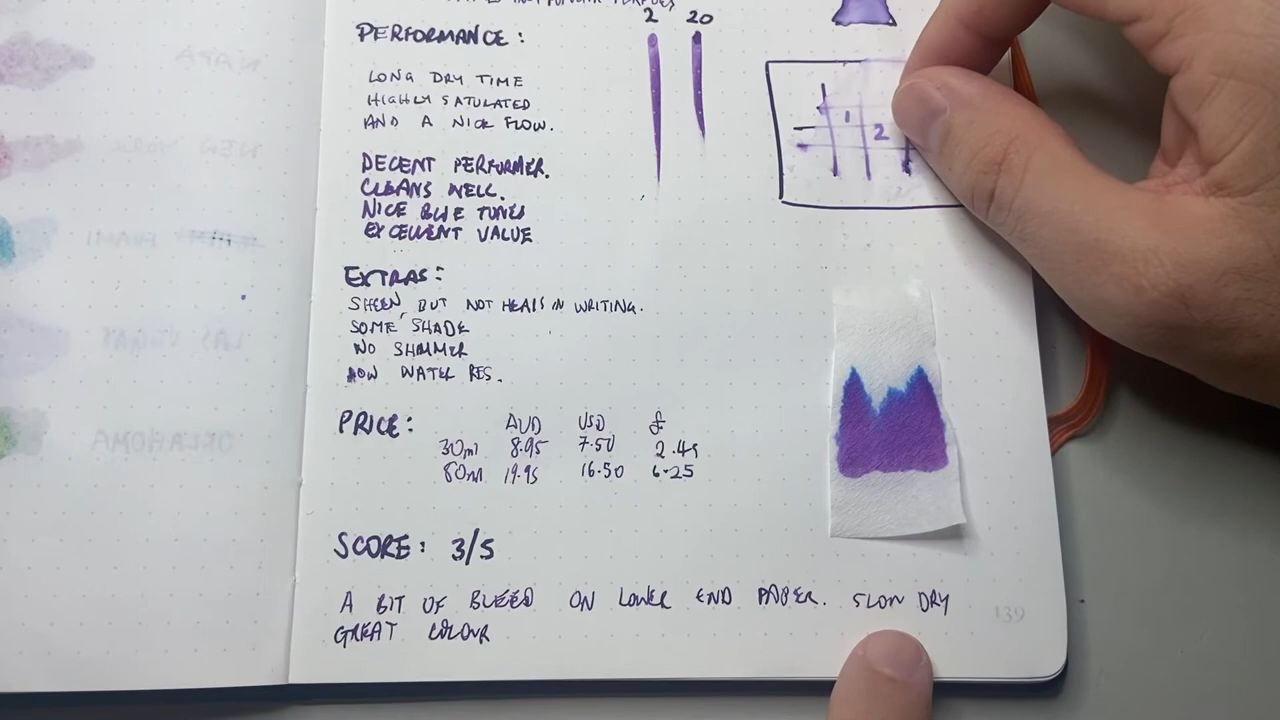 2 20
PERFORMANCE:
LONG DRY TIME
HIGHLY SATURATED
AND A NICE FLOW.
DECENT PERFORMER.
CLEANS WELL.
NICE BLUE TONES
EXCELLENT VALUE
1
2
EXTRAS:
SHEEN, BUT NOT HEAPS IN WRITING.
SOME SHADE
NO SHIMMER
LOW WATER RES.
PRICE: AUD USD £
30ml 8.95 7.50 2.45
80ml 19.95 16.50 6.25
SCORE: 3/5
A BIT OF BLEED ON LOWER END PAPER. SLOW DRY
GREAT COLOUR
139